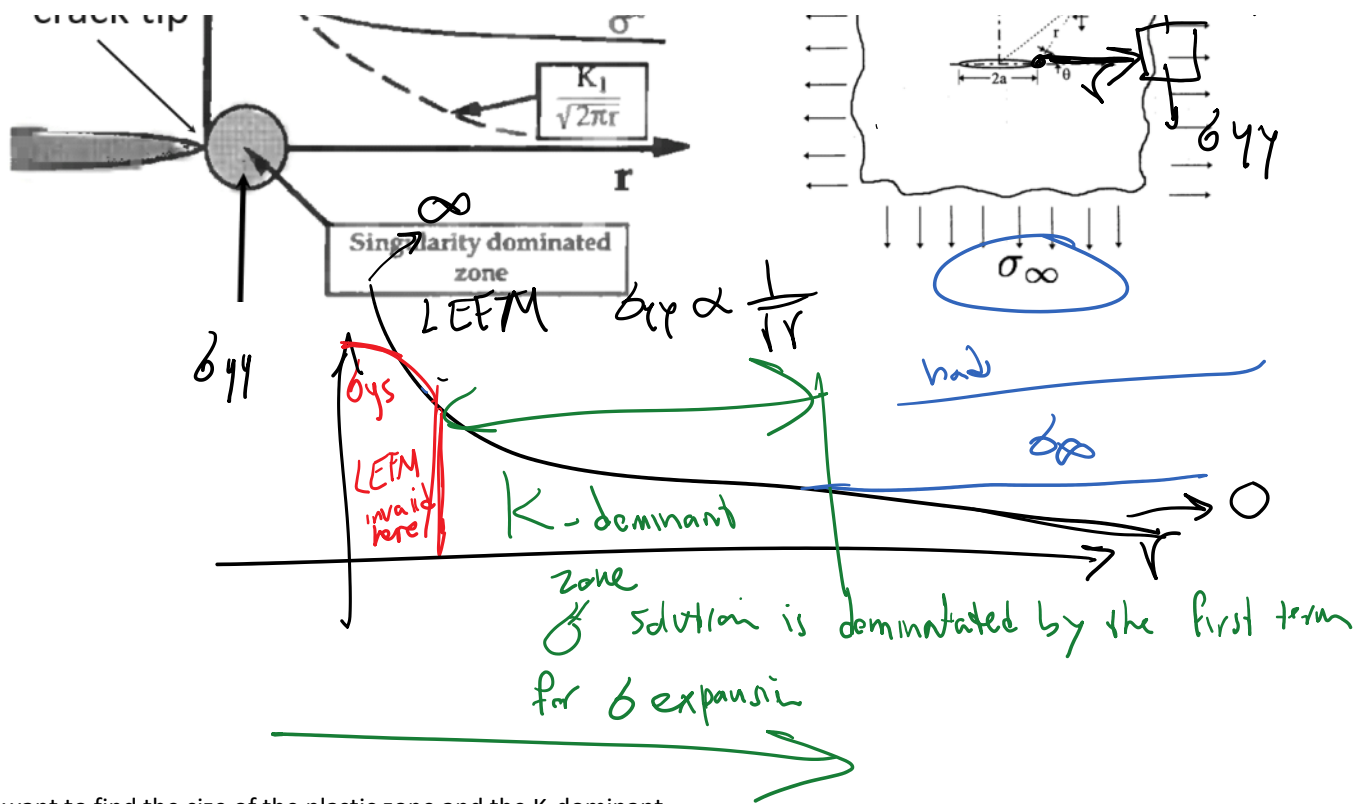 crack tip
σ
K₁
√2πr
r
Singularity dominated
zone
r
θ
2a
r
σyy
σ∞
∞
LEFM σyy ∝ 1/√r
σyy
σys
LEFM
invalid
here
K-dominant
zone
σ∞
0
r
σ solution is dominatated by the first term
for σ expansion
want to find the size of the plastic zone and the K dominant